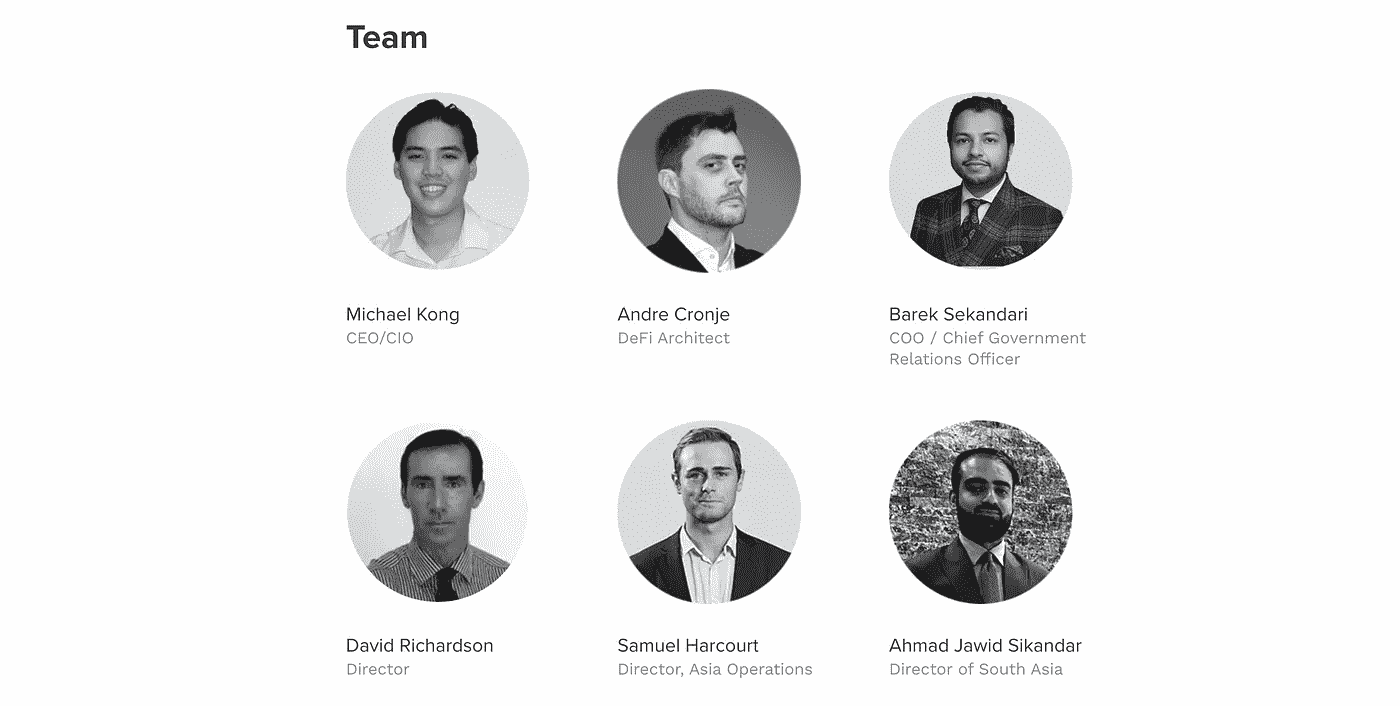 Team
Michael Kong
CEO/CIO
Andre Cronje
DeFi Architect
Barek Sekandari
COO / Chief Government
Relations Officer
David Richardson
Director
Samuel Harcourt
Director, Asia Operations
Ahmad Jawid Sikandar
Director of South Asia